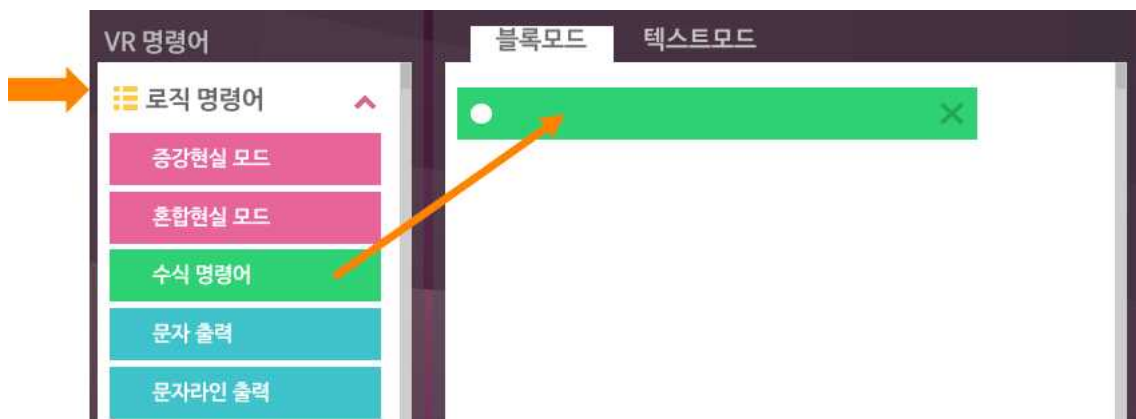 VR 명령어
블록모드
텍스트모드
로직 명령어
증강현실 모드
혼합현실 모드
수식 명령어
문자 출력
문자라인 출력